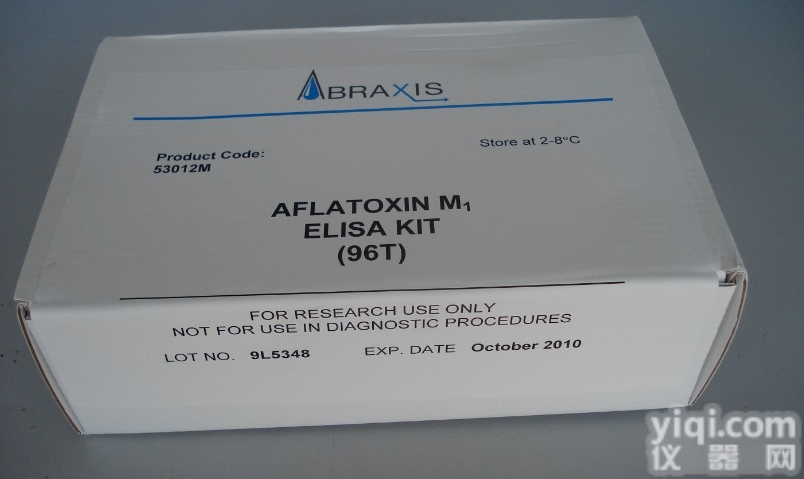 ABRAXIS
Store at 2-8°C
Product Code:
53012M
AFLATOXIN M₁
ELISA KIT
(96T)
FOR RESEARCH USE ONLY
NOT FOR USE IN DIAGNOSTIC PROCEDURES
LOT NO. 9L5348 EXP. DATE October 2010
yiqi.com
仪器网